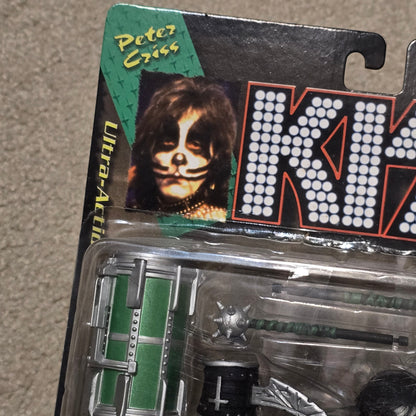 Peter
Criss
KI
Ultra-Acti